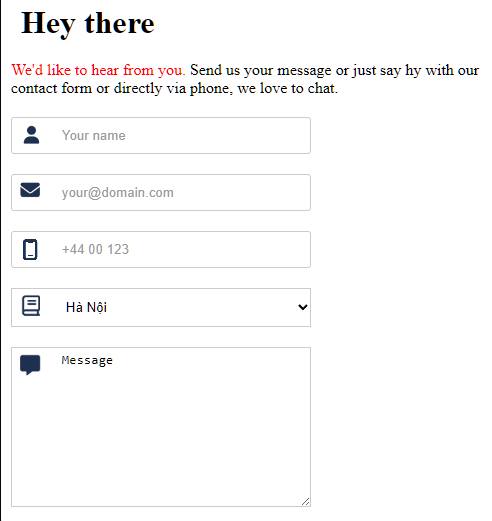 Hey there
We'd like to hear from you. Send us your message or just say hy with our
contact form or directly via phone, we love to chat.
Your name
your@domain.com
+44 00 123
Hà Nội
Message